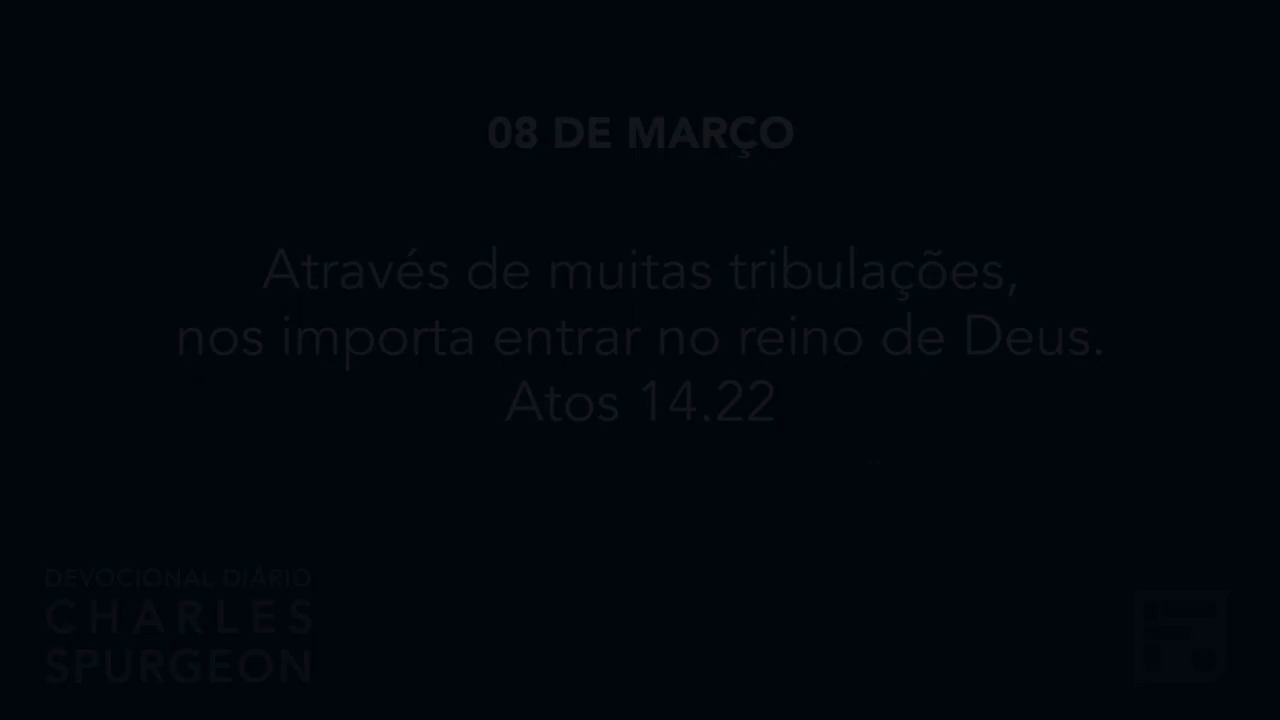 08 DE MARÇO
Através de muitas tribulações,
nos importa entrar no reino de Deus.
Atos 14.22
DEVOCIONAL DIÁRIO
CHARLES
SPURGEON